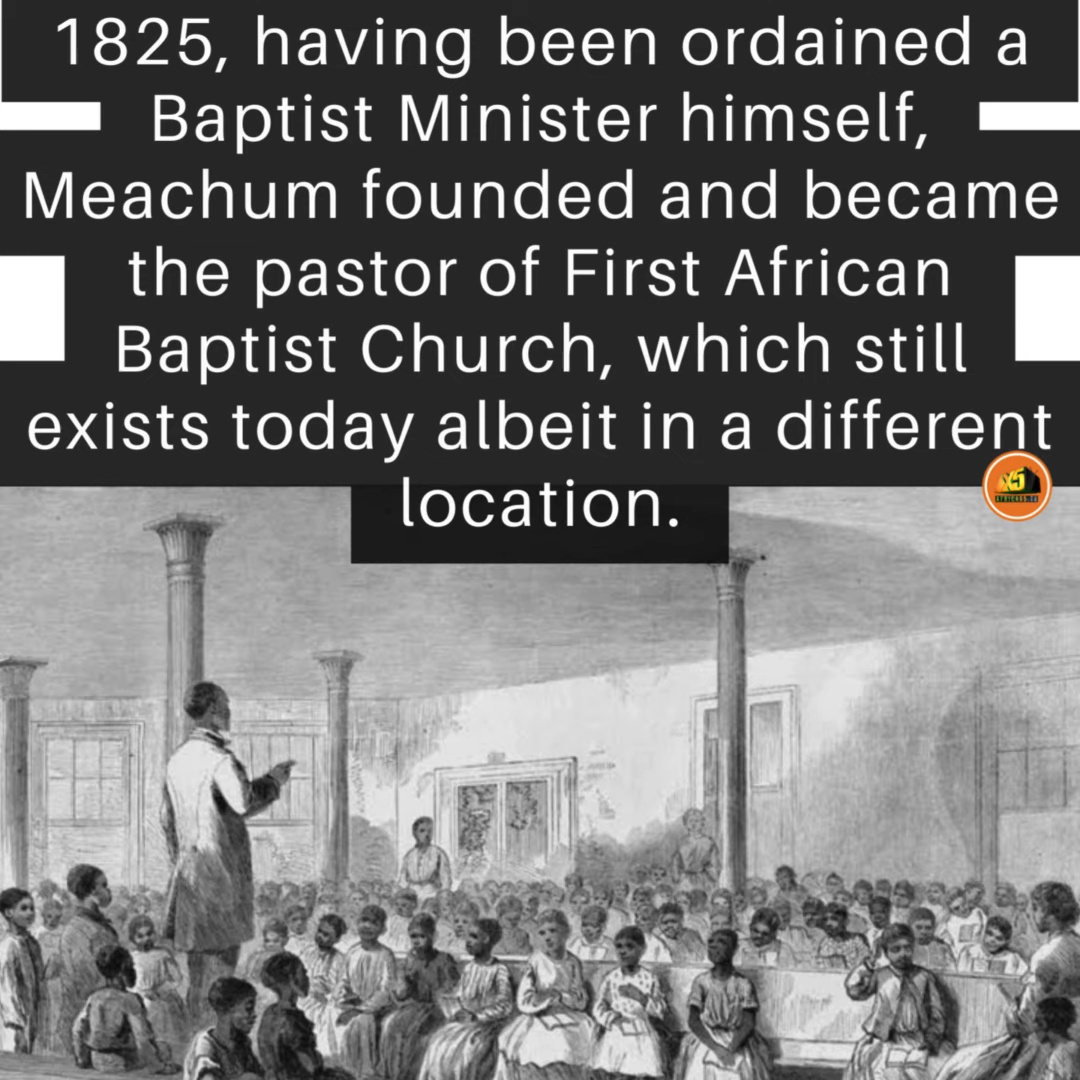 1825, having been ordained a
Baptist Minister himself,
Meachum founded and became
the pastor of First African
Baptist Church, which still
exists today albeit in a different
location.
X5